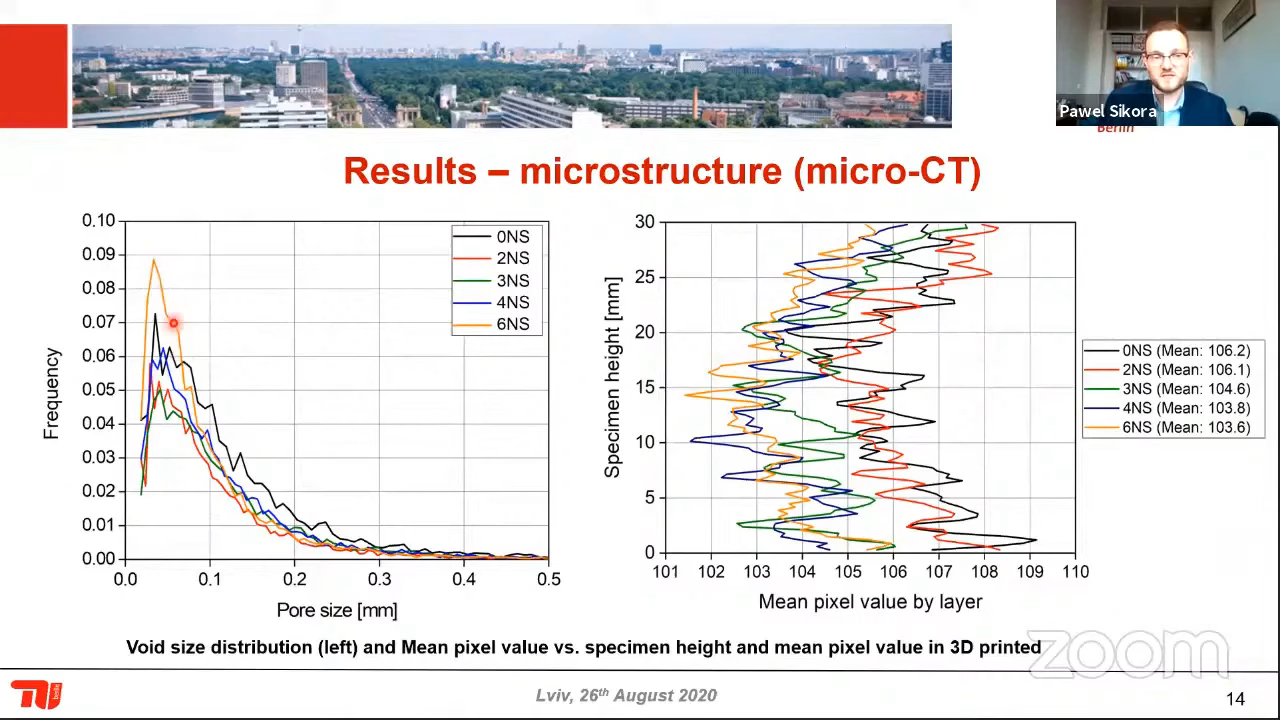 Pawel Sikora
Berlin
Results – microstructure (micro-CT)
0.10
0.09
0.08
0.07
0.06
0.05
0.04
0.03
0.02
0.01
0.00
Frequency
0NS
2NS
3NS
4NS
6NS
0.0 0.1 0.2 0.3 0.4 0.5
Pore size [mm]
30
25
20
15
10
5
0
Specimen height [mm]
101 102 103 104 105 106 107 108 109 110
Mean pixel value by layer
0NS (Mean: 106.2)
2NS (Mean: 106.1)
3NS (Mean: 104.6)
4NS (Mean: 103.8)
6NS (Mean: 103.6)
Void size distribution (left) and Mean pixel value vs. specimen height and mean pixel value in 3D printed
zoom
Lviv, 26th August 2020
14